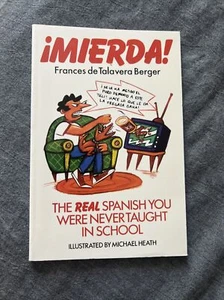 ¡MIERDA!
Frances de Talavera Berger
THE REAL SPANISH YOU
WERE NEVER TAUGHT
IN SCHOOL
ILLUSTRATED BY MICHAEL HEATH